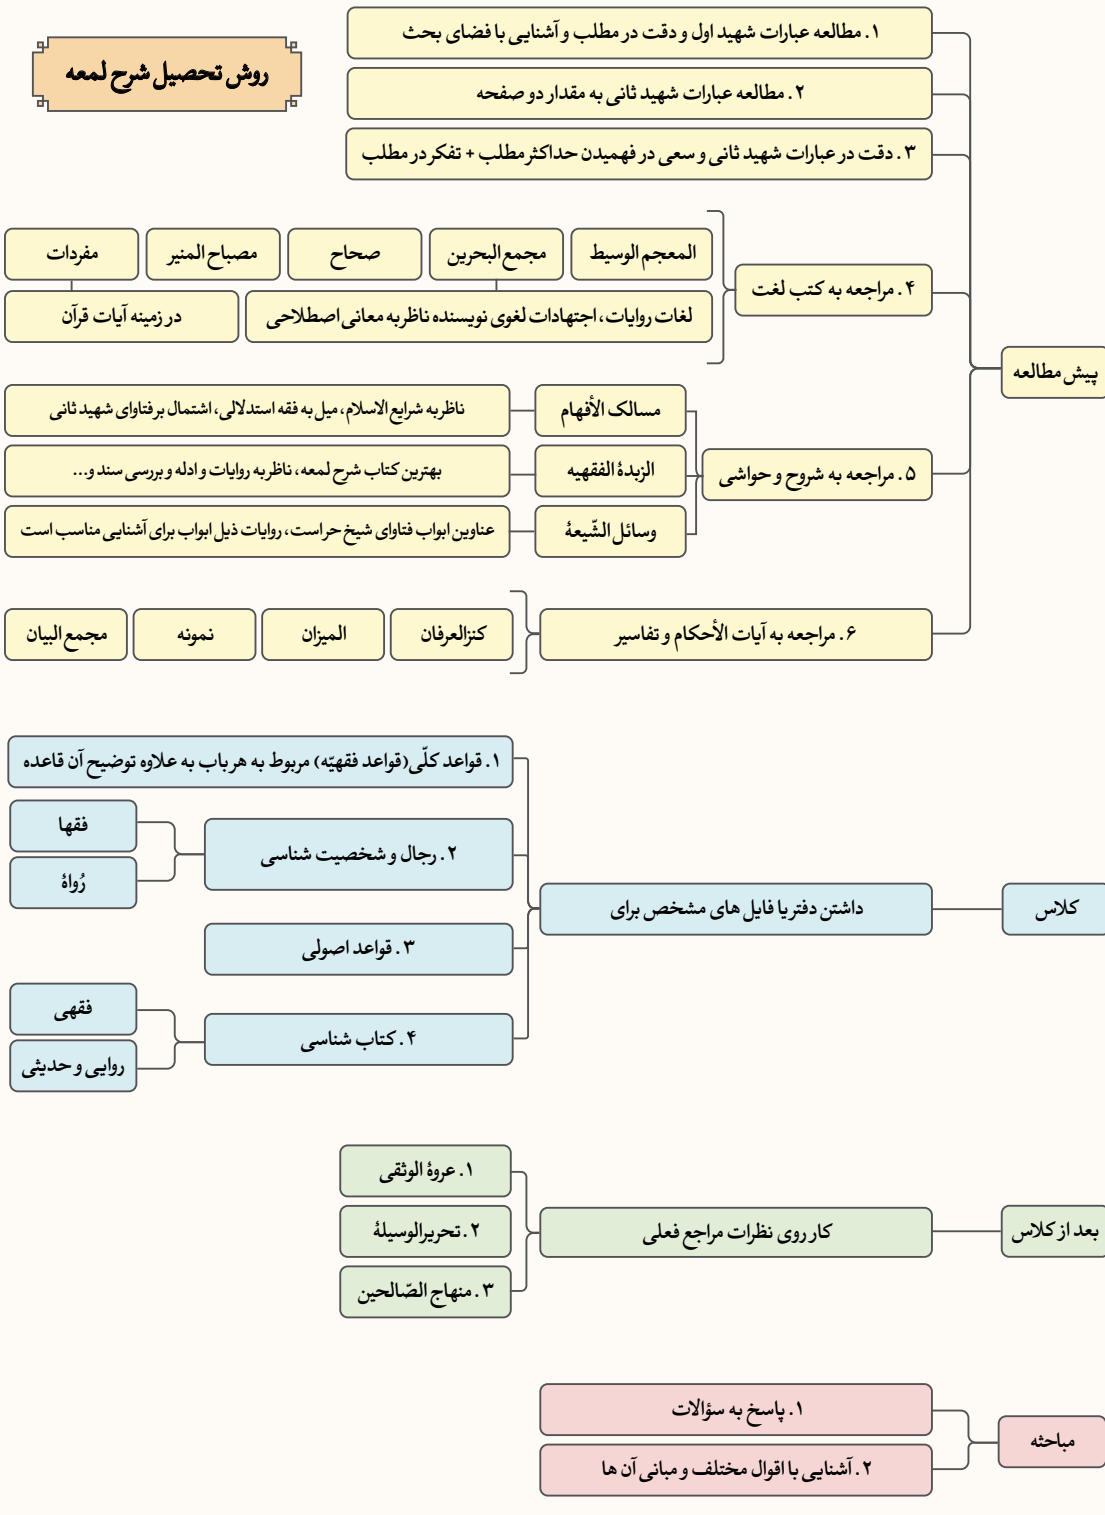 روش تحصیل شرح لمعه
پیش مطالعه
۱. مطالعه عبارات شهید اول و دقت در مطلب و آشنایی با فضای بحث
۲. مطالعه عبارات شهید ثانی به مقدار دو صفحه
۳. دقت در عبارات شهید ثانی و سعی در فهمیدن حداکثر مطلب + تفکر در مطلب
۴. مراجعه به کتب لغت
المعجم الوسیط
مجمع البحرین
صحاح
مصباح المنیر
مفردات
لغات روایات، اجتهادات لغوی نویسنده ناظر به معانی اصطلاحی
در زمینه آیات قرآن
۵. مراجعه به شروح و حواشی
مسالک الأفهام
ناظر به شرایع الاسلام، میل به فقه استدلالی، اشتمال بر فتاوای شهید ثانی
الزبدة الفقهیه
بهترین کتاب شرح لمعه، ناظر به روایات و ادله و بررسی سند و...
وسائل الشّیعة
عناوین ابواب فتاوای شیخ حر است، روایات ذیل ابواب برای آشنایی مناسب است
۶. مراجعه به آیات الأحکام و تفاسیر
کنزالعرفان
المیزان
نمونه
مجمع البیان
کلاس
داشتن دفتر یا فایل های مشخص برای
۱. قواعد کلّی(قواعد فقهیّه) مربوط به هر باب به علاوه توضیح آن قاعده
۲. رجال و شخصیت شناسی
فقها
رُواة
۳. قواعد اصولی
۴. کتاب شناسی
فقهی
روایی و حدیثی
بعد از کلاس
کار روی نظرات مراجع فعلی
۱. عروة الوثقی
۲. تحریرالوسیلة
۳. منهاج الصّالحین
مباحثه
۱. پاسخ به سؤالات
۲. آشنایی با اقوال مختلف و مبانی آن ها